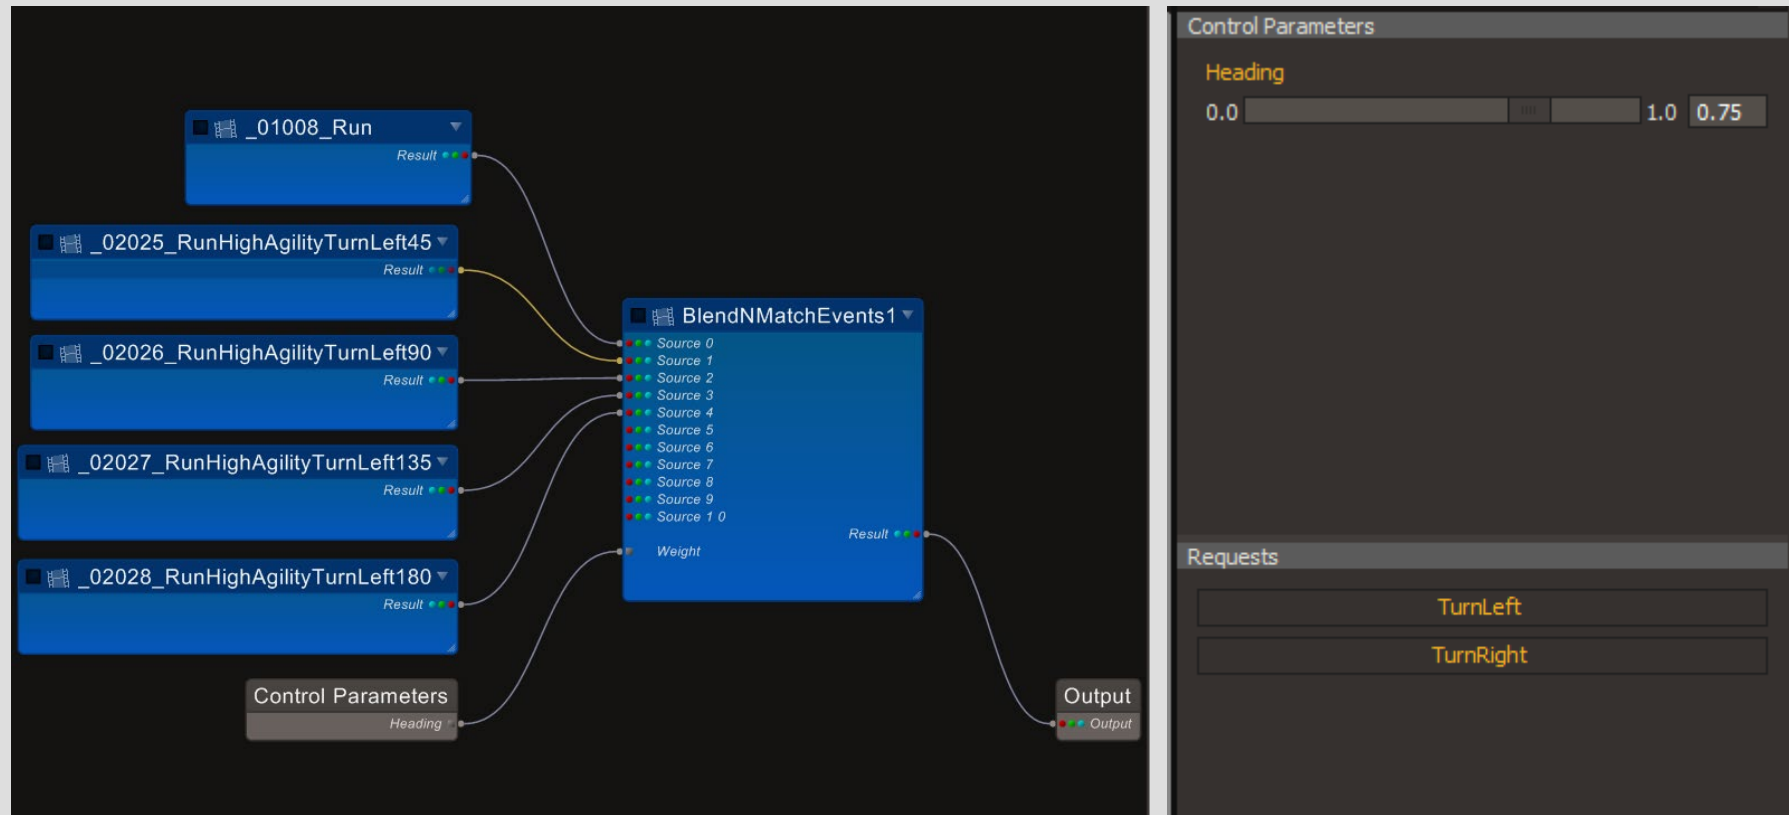 _01008_Run
Result
_02025_RunHighAgilityTurnLeft45
Result
_02026_RunHighAgilityTurnLeft90
Result
_02027_RunHighAgilityTurnLeft135
Result
_02028_RunHighAgilityTurnLeft180
Result
Control Parameters
Heading
BlendNMatchEvents1
Source 0
Source 1
Source 2
Source 3
Source 4
Source 5
Source 6
Source 7
Source 8
Source 9
Source 1 0
Result
Weight
Output
Output
Control Parameters
Heading
0.0 1.0 0.75
Requests
TurnLeft
TurnRight